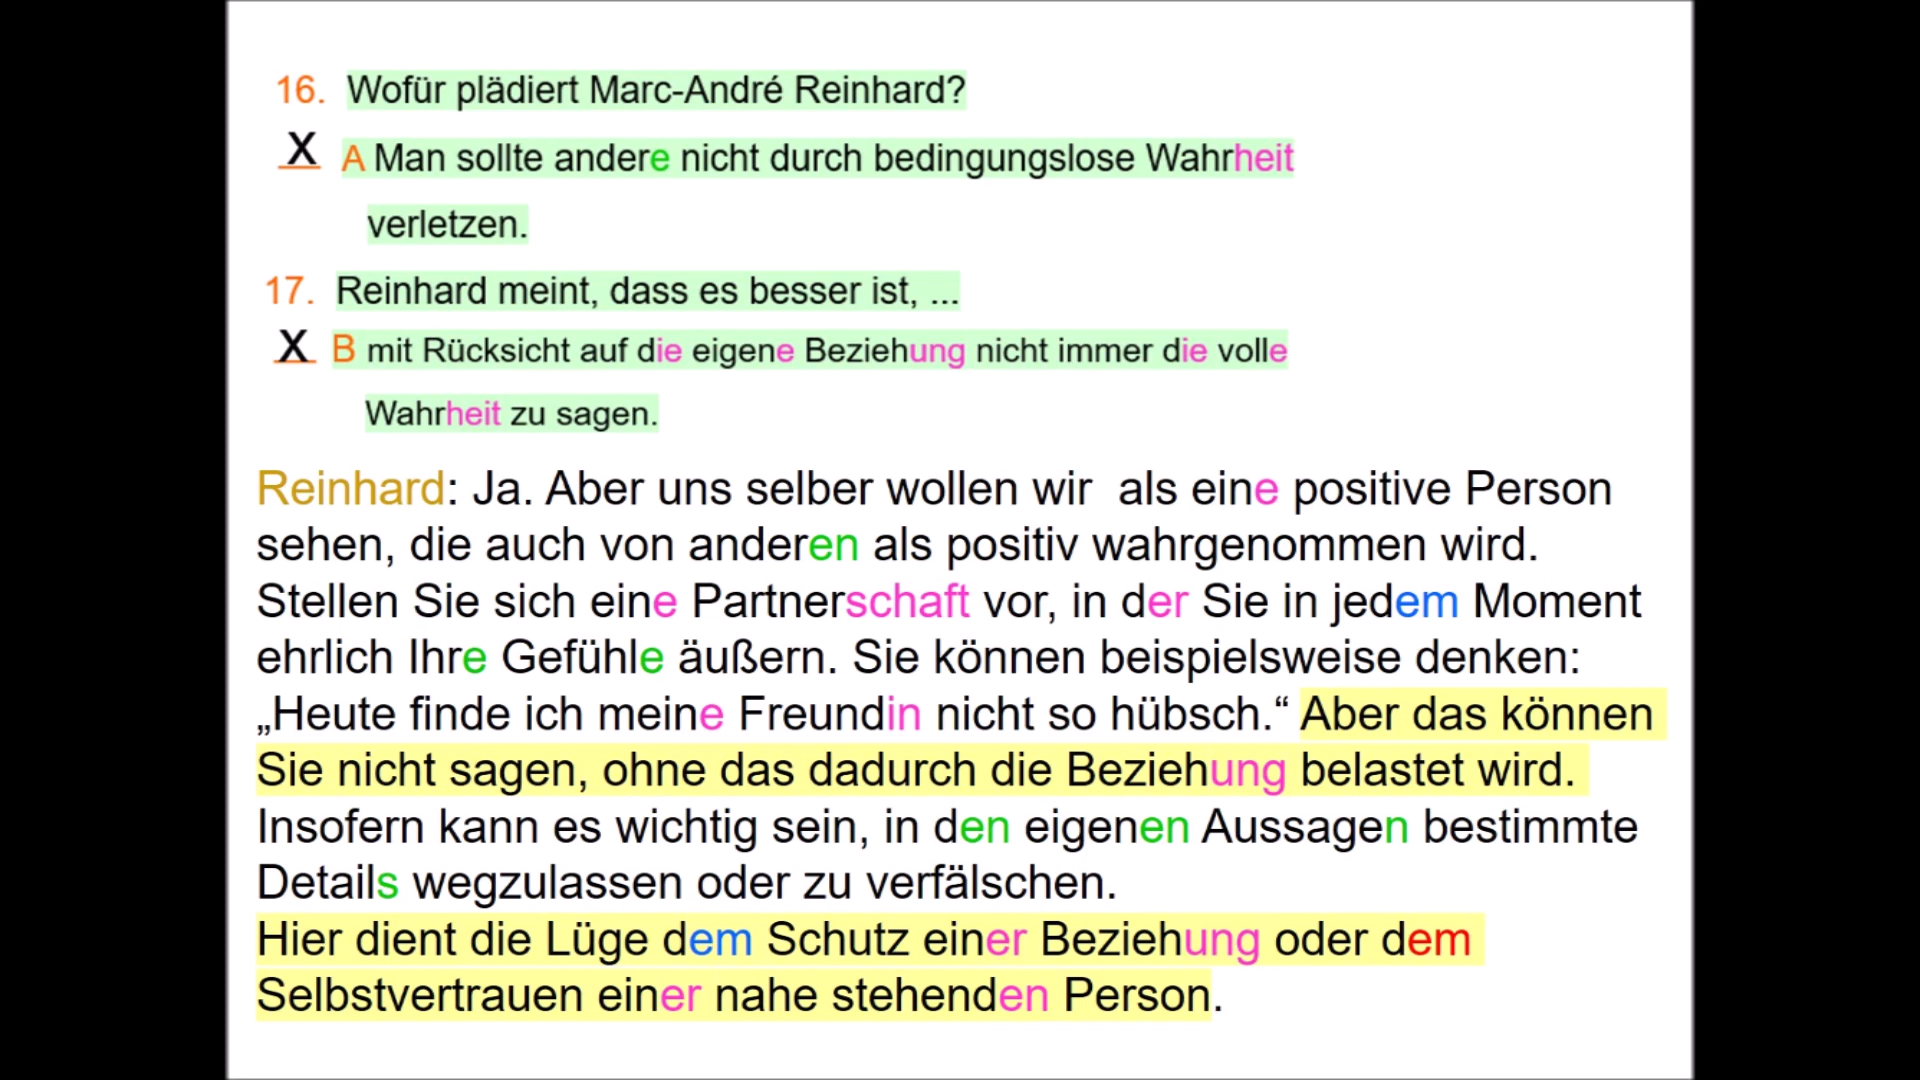 16. Wofür plädiert Marc-André Reinhard?
X A Man sollte andere nicht durch bedingungslose Wahrheit
verletzen.
17. Reinhard meint, dass es besser ist, ...
X B mit Rücksicht auf die eigene Beziehung nicht immer die volle
Wahrheit zu sagen.
Reinhard: Ja. Aber uns selber wollen wir als eine positive Person
sehen, die auch von anderen als positiv wahrgenommen wird.
Stellen Sie sich eine Partnerschaft vor, in der Sie in jedem Moment
ehrlich Ihre Gefühle äußern. Sie können beispielsweise denken:
„Heute finde ich meine Freundin nicht so hübsch.“ Aber das können
Sie nicht sagen, ohne das dadurch die Beziehung belastet wird.
Insofern kann es wichtig sein, in den eigenen Aussagen bestimmte
Details wegzulassen oder zu verfälschen.
Hier dient die Lüge dem Schutz einer Beziehung oder dem
Selbstvertrauen einer nahe stehenden Person.